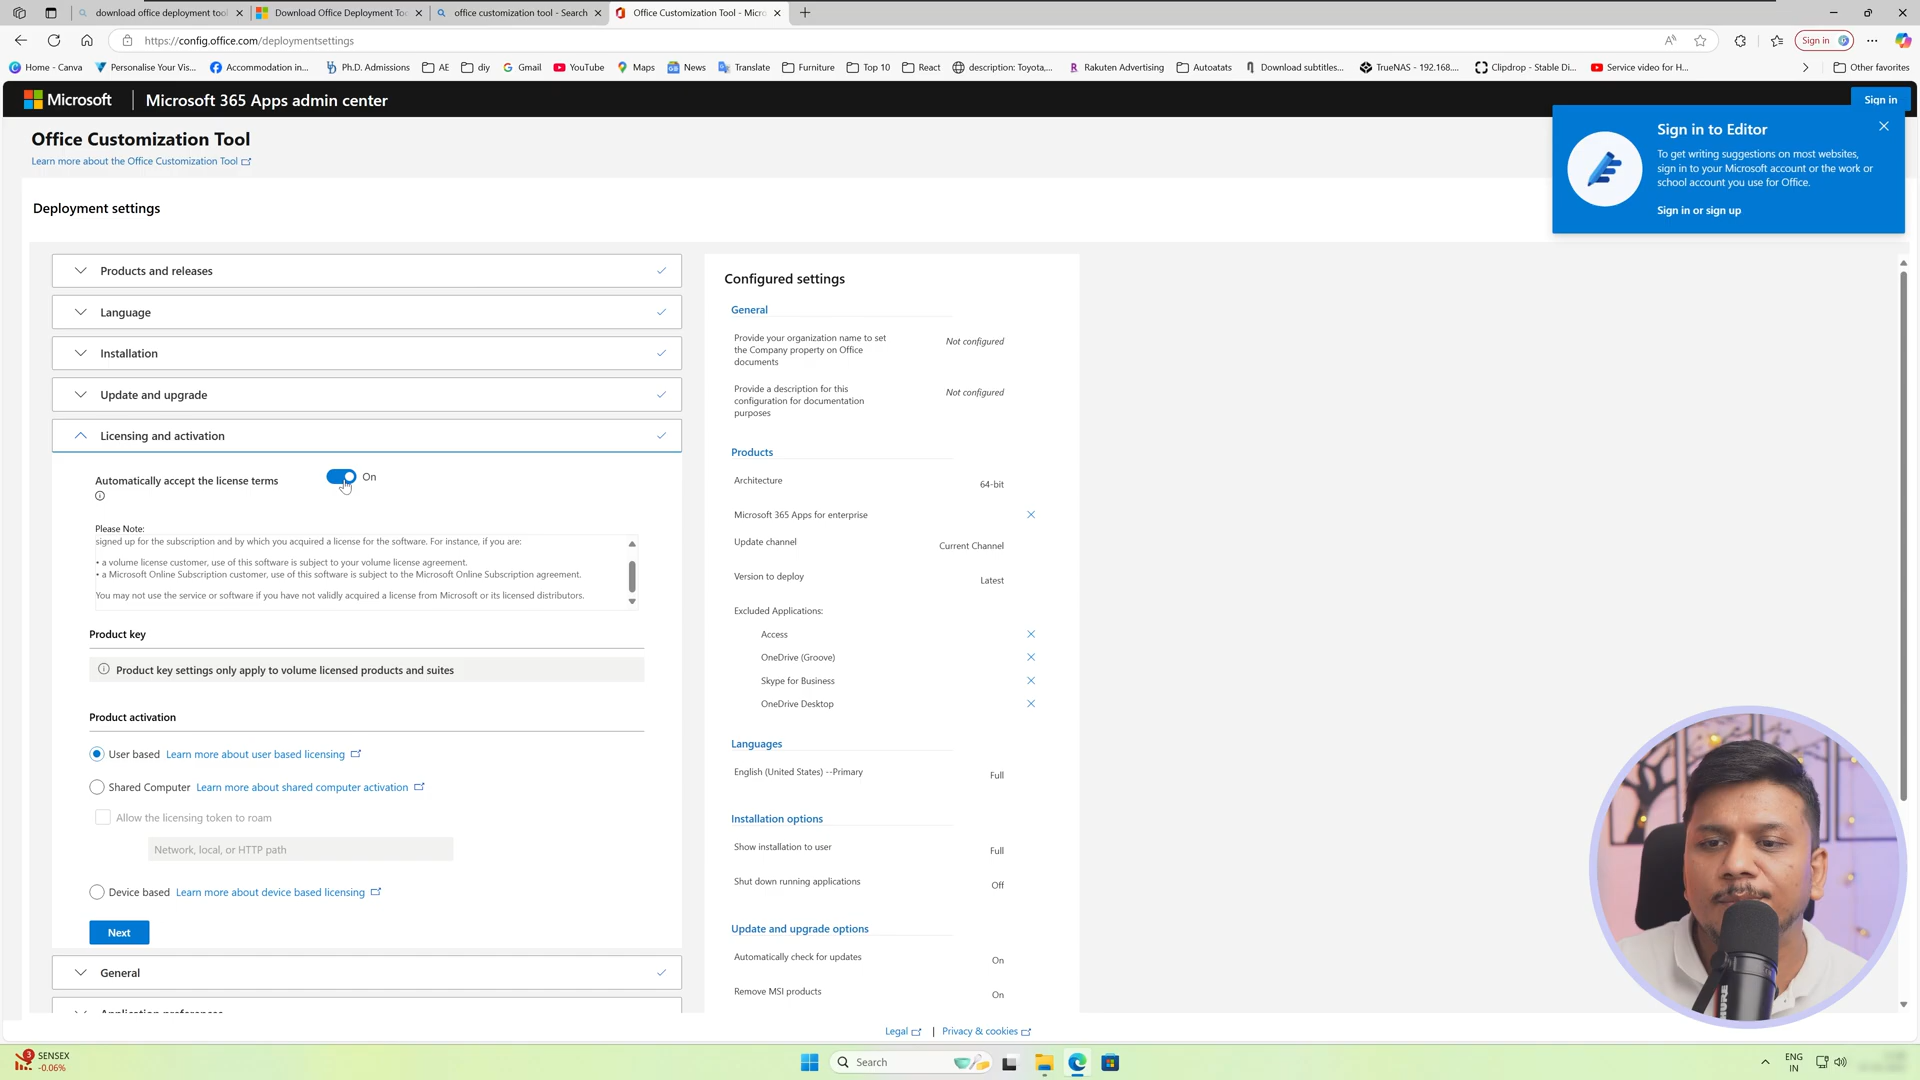 download office deployment tool
Download Office Deployment Too
office customization tool - Search
Office Customization Tool - Micro
https://config.office.com/deploymentsettings
Sign in
Home - Canva
Personalise Your Vis...
Accommodation in...
Ph.D. Admissions
AE
diy
Gmail
YouTube
Maps
News
Translate
Furniture
Top 10
React
description: Toyota,...
Rakuten Advertising
Autoatats
Download subtitles...
TrueNAS - 192.168....
Clipdrop - Stable Di...
Service video for H...
Other favorites
Microsoft
Microsoft 365 Apps admin center
Sign in
Office Customization Tool
Learn more about the Office Customization Tool
Sign in to Editor
To get writing suggestions on most websites,
sign in to your Microsoft account or the work or
school account you use for Office.
Sign in or sign up
Deployment settings
Products and releases
Language
Installation
Update and upgrade
Licensing and activation
Automatically accept the license terms
On
Please Note:
signed up for the subscription and by which you acquired a license for the software. For instance, if you are:
• a volume license customer, use of this software is subject to your volume license agreement.
• a Microsoft Online Subscription customer, use of this software is subject to the Microsoft Online Subscription agreement.
You may not use the service or software if you have not validly acquired a license from Microsoft or its licensed distributors.
Product key
Product key settings only apply to volume licensed products and suites
Product activation
User based Learn more about user based licensing
Shared Computer Learn more about shared computer activation
Allow the licensing token to roam
Network, local, or HTTP path
Device based Learn more about device based licensing
Next
General
Application preferences
Configured settings
General
Provide your organization name to set
the Company property on Office
documents
Not configured
Provide a description for this
configuration for documentation
purposes
Not configured
Products
Architecture
64-bit
Microsoft 365 Apps for enterprise
Update channel
Current Channel
Version to deploy
Latest
Excluded Applications:
Access
OneDrive (Groove)
Skype for Business
OneDrive Desktop
Languages
English (United States) --Primary
Full
Installation options
Show installation to user
Full
Shut down running applications
Off
Update and upgrade options
Automatically check for updates
On
Remove MSI products
On
Legal
|
Privacy & cookies
3
SENSEX
-0.06%
Search
ENG
IN